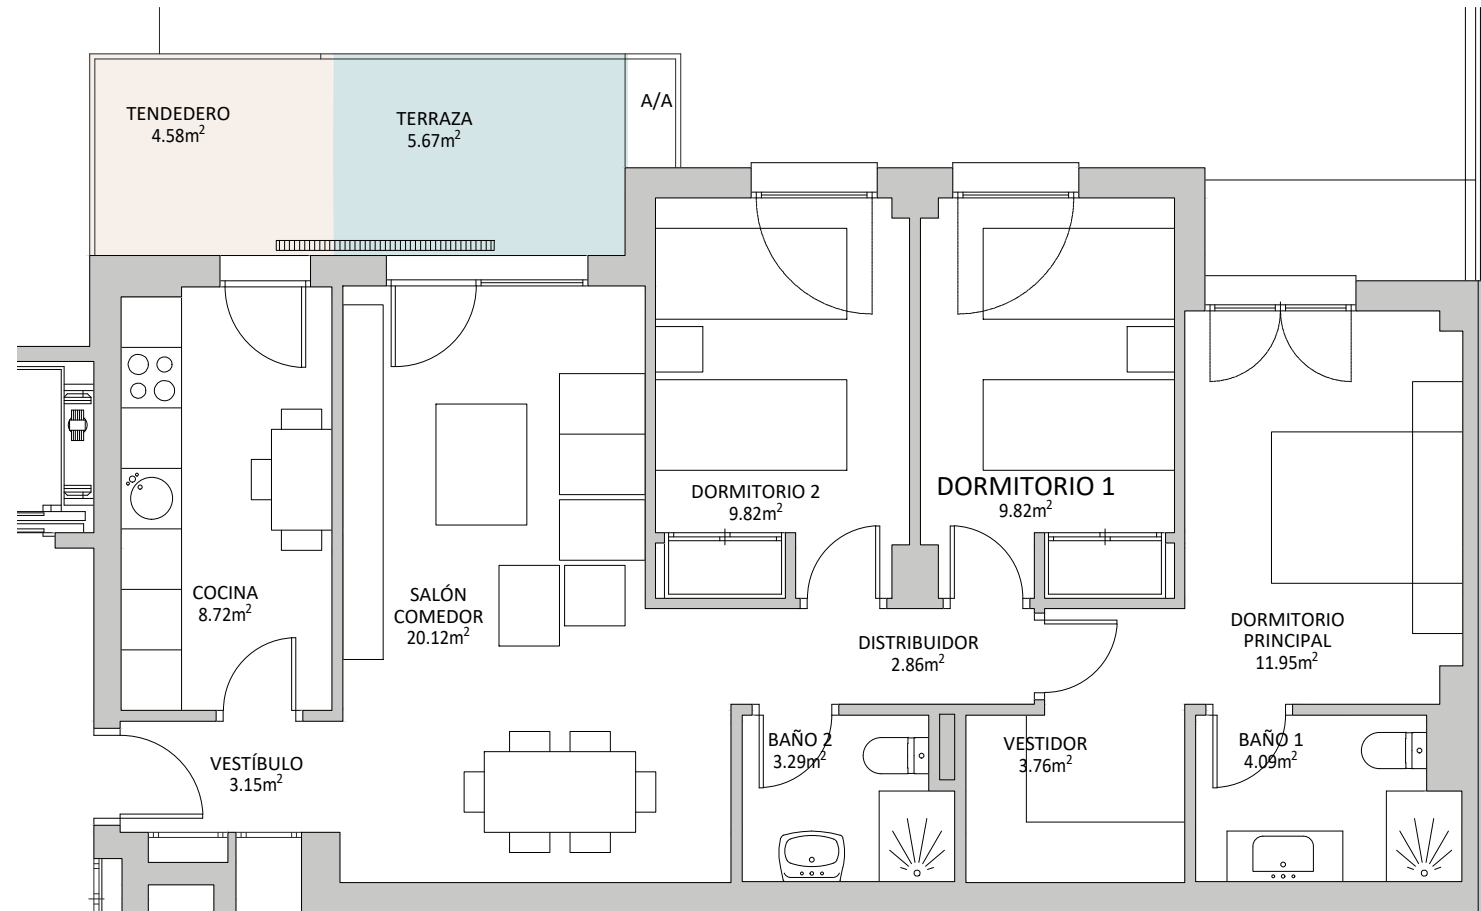 TENDEDERO
4.58m²
TERRAZA
5.67m²
A/A
DORMITORIO 2
9.82m²
DORMITORIO 1
9.82m²
COCINA
8.72m²
SALÓN
COMEDOR
20.12m²
DISTRIBUIDOR
2.86m²
DORMITORIO
PRINCIPAL
11.95m²
VESTÍBULO
3.15m²
BAÑO 2
3.29m²
VESTIDOR
3.76m²
BAÑO 1
4.09m²